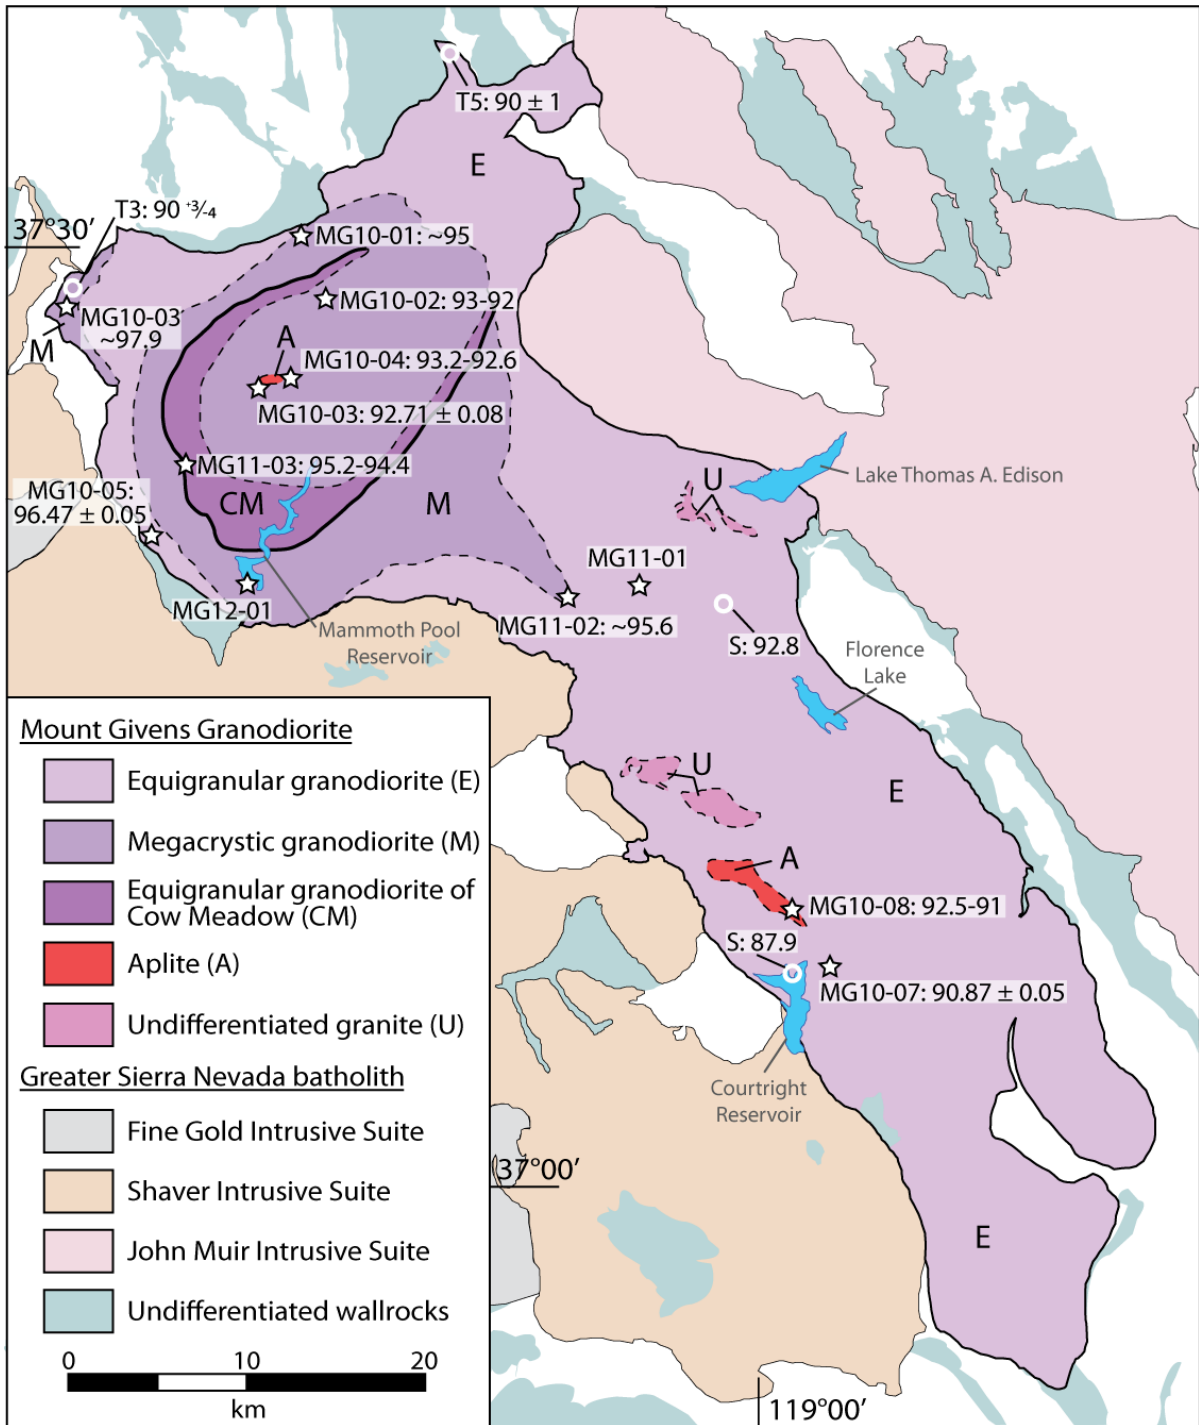 T5: 90 ± 1
E
T3: 90 +3/-4
37°30′
MG10-01: ~95
MG10-02: 93-92
MG10-03
~97.9
M
A
MG10-04: 93.2-92.6
MG10-03: 92.71 ± 0.08
MG11-03: 95.2-94.4
MG10-05:
96.47 ± 0.05
CM
M
U
Lake Thomas A. Edison
MG11-01
MG12-01
MG11-02: ~95.6
S: 92.8
Mammoth Pool
Reservoir
Florence
Lake
U
E
A
MG10-08: 92.5-91
S: 87.9
MG10-07: 90.87 ± 0.05
Courtright
Reservoir
37°00′
E
119°00′
Mount Givens Granodiorite
Equigranular granodiorite (E)
Megacrystic granodiorite (M)
Equigranular granodiorite of
Cow Meadow (CM)
Aplite (A)
Undifferentiated granite (U)
Greater Sierra Nevada batholith
Fine Gold Intrusive Suite
Shaver Intrusive Suite
John Muir Intrusive Suite
Undifferentiated wallrocks
0 10 20
km